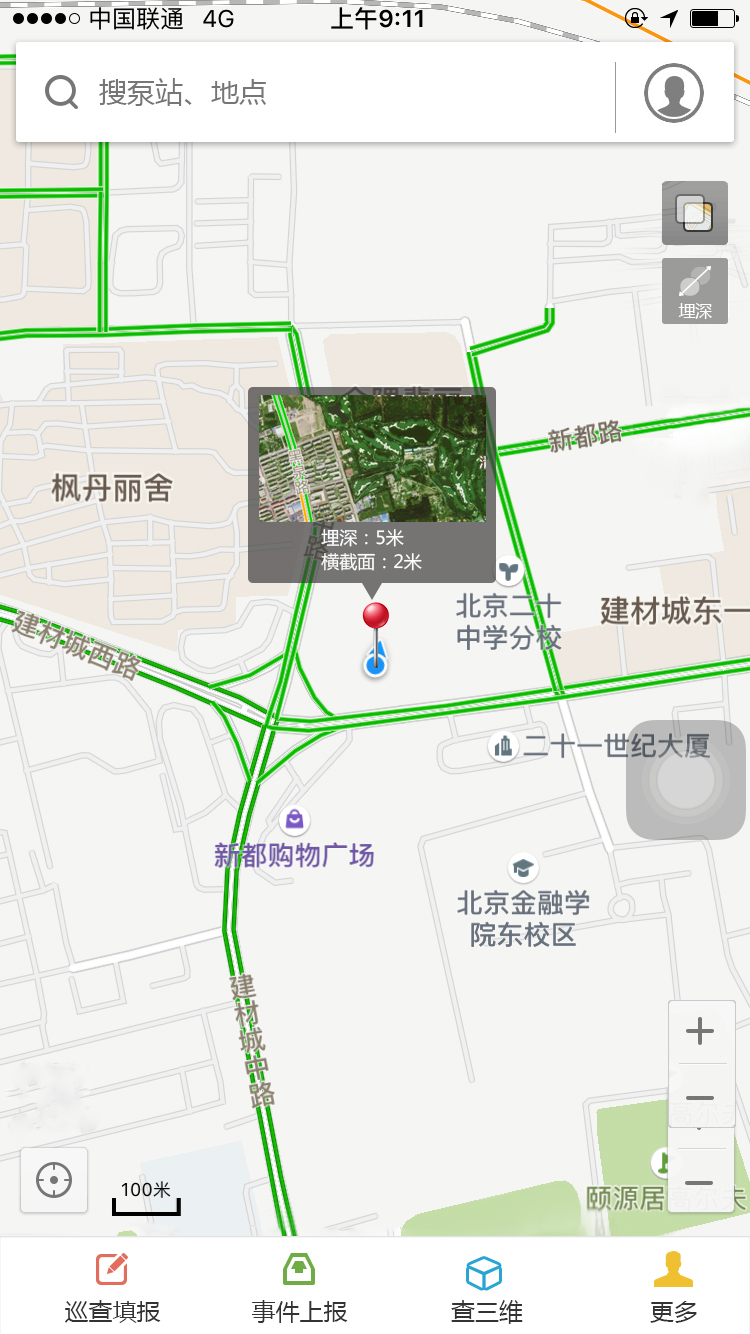 中国联通 4G 上午9:11
搜泵站、地点
埋深
新都路
枫丹丽舍
埋深：5米
横截面：2米
路
北京二十
中学分校
建材城东一
建材城西路
二十一世纪大厦
新都购物广场
北京金融学
院东校区
建材城中路
100米
颐源居
巡查填报
事件上报
查三维
更多